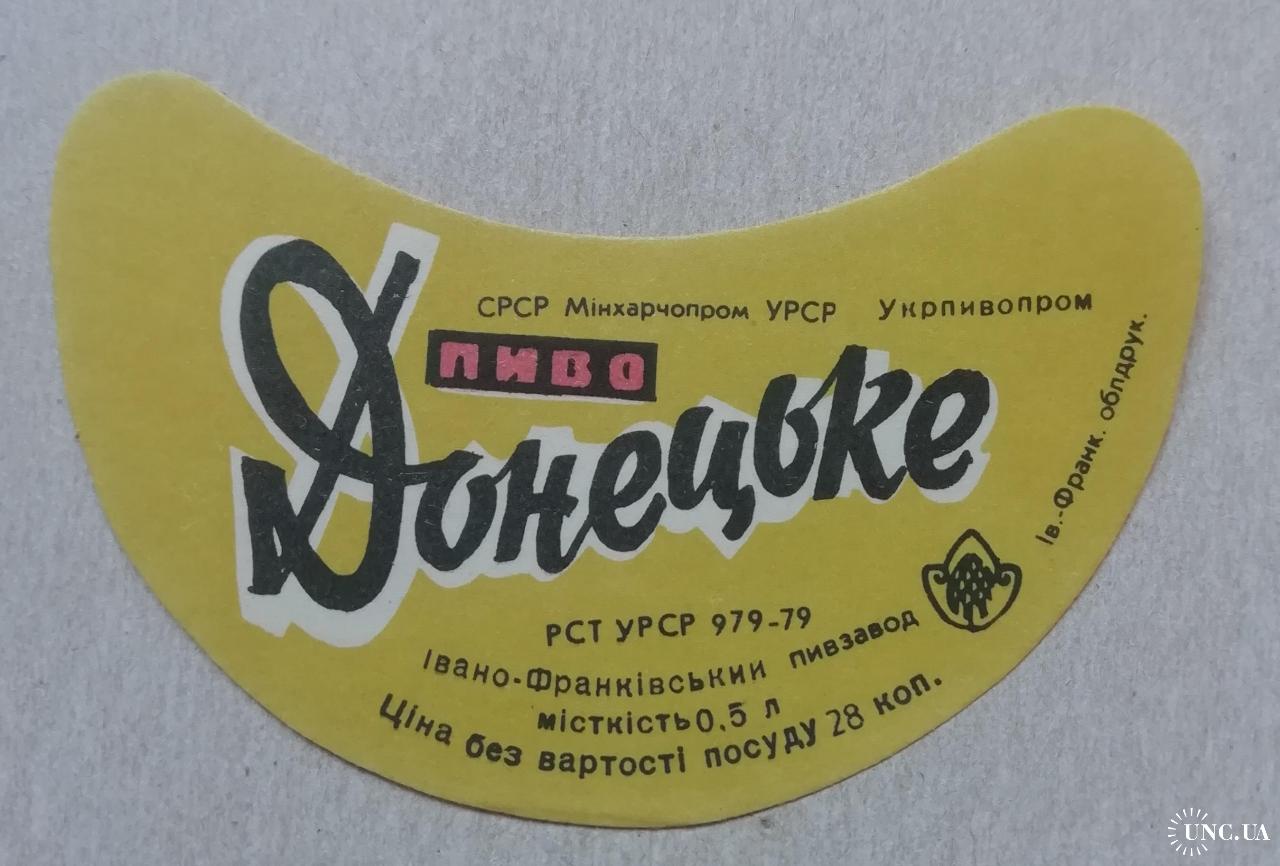 СРСР Мінхарчопром УРСР Укрпивопром
пиво
Донецьке
Ів.-Франк. облдрук.
РСТ УРСР 979-79
Івано-Франківський пивзавод
місткість 0,5 л
Ціна без вартості посуду 28 коп.
UNC.UA